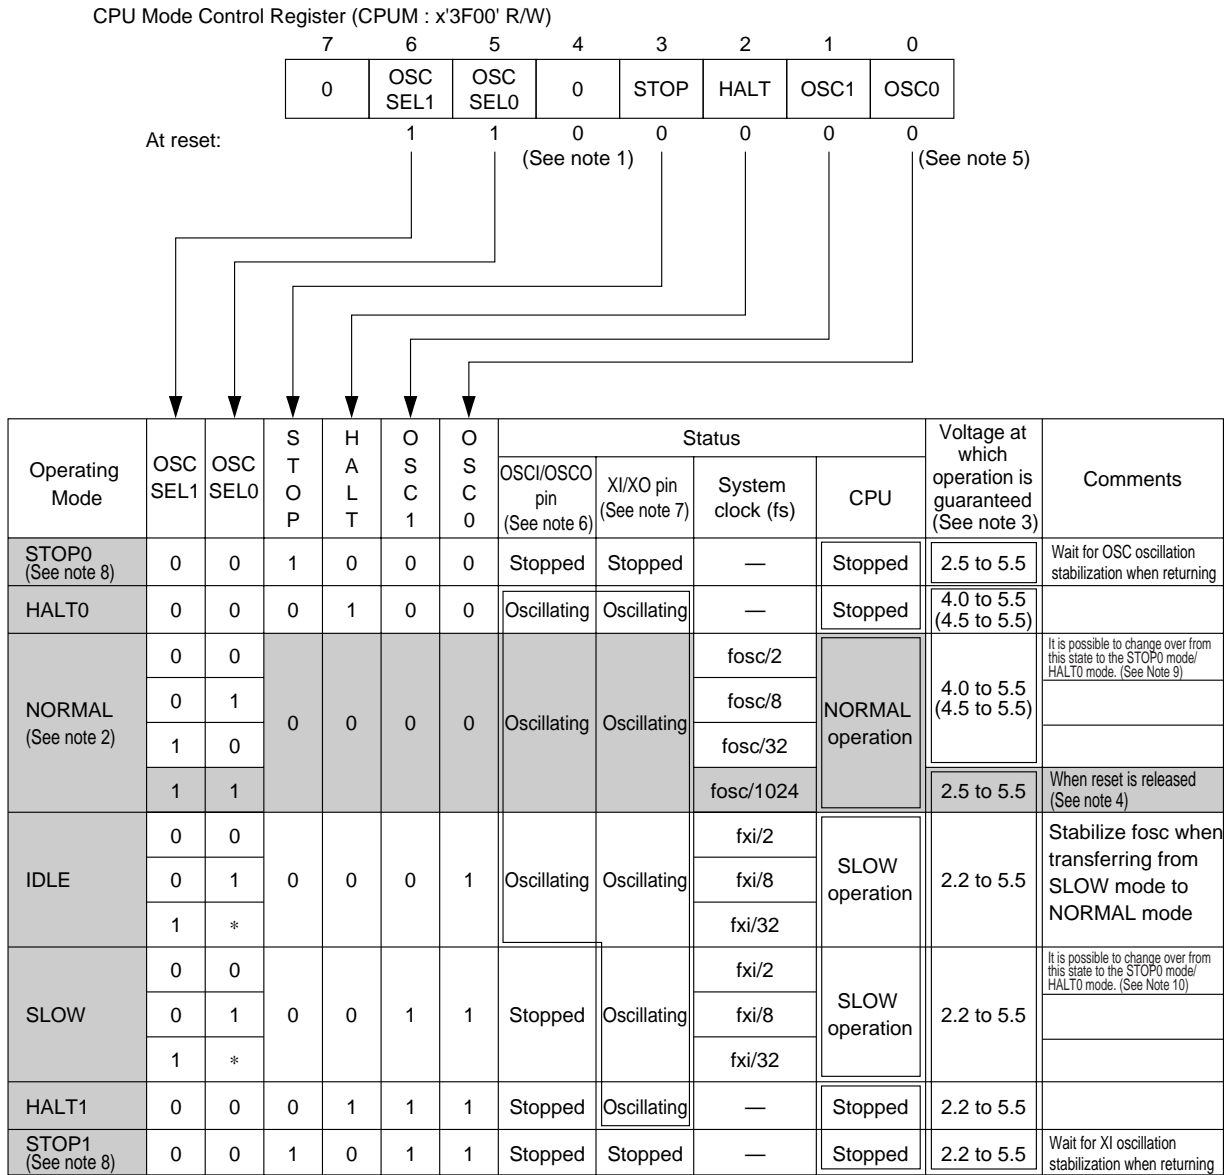 CPU Mode Control Register (CPUM : x'3F00' R/W)
7 6 5 4 3 2 1 0
0 OSC SEL1 OSC SEL0 0 STOP HALT OSC1 OSC0
At reset: 1 1 0 0 0 0 0
(See note 1) (See note 5)
Operating Mode OSC SEL1 OSC SEL0 STOP HALT OSC1 OSC0 Status Voltage at which operation is guaranteed (See note 3) Comments
OSCI/OSCO pin (See note 6) XI/XO pin (See note 7) System clock (fs) CPU
STOP0 (See note 8) 0 0 1 0 0 0 Stopped Stopped — Stopped 2.5 to 5.5 Wait for OSC oscillation stabilization when returning
HALT0 0 0 0 1 0 0 Oscillating Oscillating — Stopped 4.0 to 5.5 (4.5 to 5.5)
NORMAL (See note 2) 0 0 0 0 0 0 Oscillating Oscillating fosc/2 NORMAL operation 4.0 to 5.5 (4.5 to 5.5) It is possible to change over from this state to the STOP0 mode/ HALT0 mode. (See Note 9)
0 1 fosc/8
1 0 fosc/32
1 1 fosc/1024 2.5 to 5.5 When reset is released (See note 4)
IDLE 0 0 0 0 0 1 Oscillating Oscillating fxi/2 SLOW operation 2.2 to 5.5 Stabilize fosc when transferring from SLOW mode to NORMAL mode
0 1 fxi/8
1 * fxi/32
SLOW 0 0 0 0 1 1 Stopped Oscillating fxi/2 SLOW operation 2.2 to 5.5 It is possible to change over from this state to the STOP0 mode/ HALT0 mode. (See Note 10)
0 1 fxi/8
1 * fxi/32
HALT1 0 0 0 1 1 1 Stopped Oscillating — Stopped 2.2 to 5.5
STOP1 (See note 8) 0 0 1 0 1 1 Stopped Stopped — Stopped 2.2 to 5.5 Wait for XI oscillation stabilization when returning